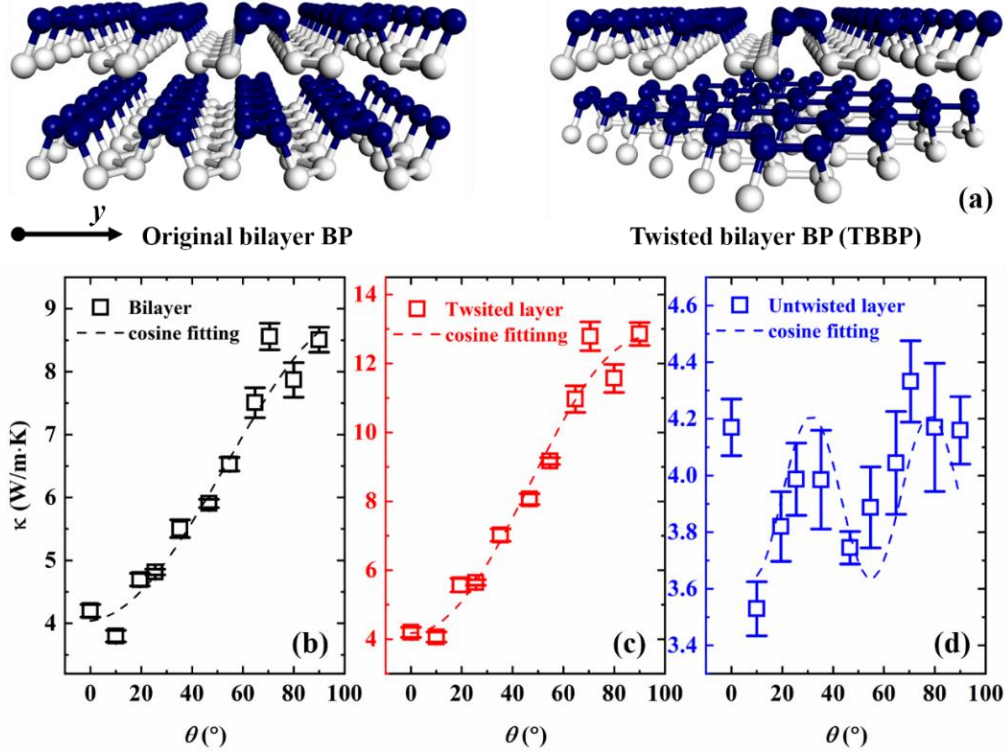 (a)
y
Original bilayer BP
Twisted bilayer BP (TBBP)
κ (W/m·K)
9
8
7
6
5
4
Bilayer
cosine fitting
(b)
0 20 40 60 80 100
θ (°)
14
12
10
8
6
4
Twsited layer
cosine fittinng
(c)
0 20 40 60 80 100
θ (°)
4.6
4.4
4.2
4.0
3.8
3.6
3.4
Untwisted layer
cosine fitting
(d)
0 20 40 60 80 100
θ (°)